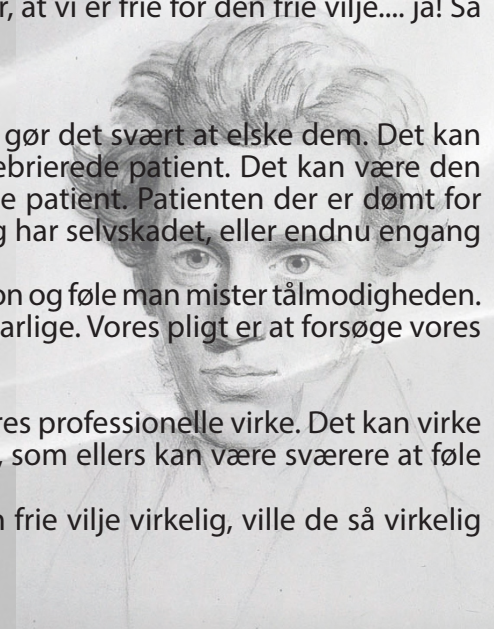 , at vi er frie for den frie vilje.... ja! Så
gør det svært at elske dem. Det kan
ebrierede patient. Det kan være den
e patient. Patienten der er dømt for
g har selvskadet, eller endnu engang
on og føle man mister tålmodigheden.
arlige. Vores pligt er at forsøge vores
res professionelle virke. Det kan virke
, som ellers kan være sværere at føle
n frie vilje virkelig, ville de så virkelig